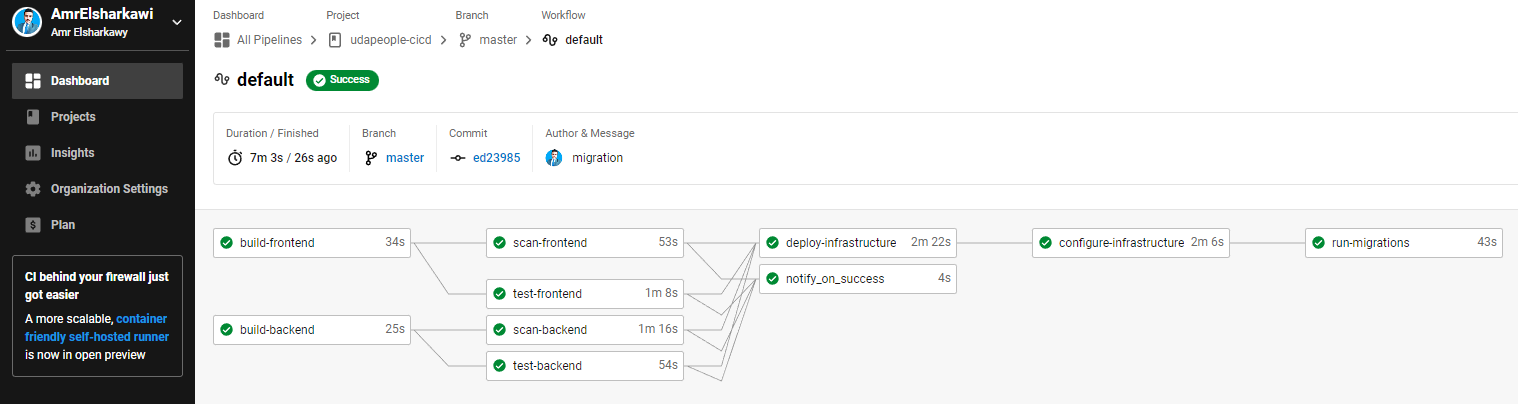 AmrElsharkawi
Amr Elsharkawy
Dashboard
Projects
Insights
Organization Settings
Plan
CI behind your firewall just
got easier
A more scalable, container
friendly self-hosted runner
is now in open preview
Dashboard Project Branch Workflow
All Pipelines udapeople-cicd master default
default Success
Duration / Finished Branch Commit Author & Message
7m 3s / 26s ago master ed23985 migration
build-frontend 34s scan-frontend 53s deploy-infrastructure 2m 22s configure-infrastructure 2m 6s run-migrations 43s
notify_on_success 4s
test-frontend 1m 8s
build-backend 25s scan-backend 1m 16s
test-backend 54s